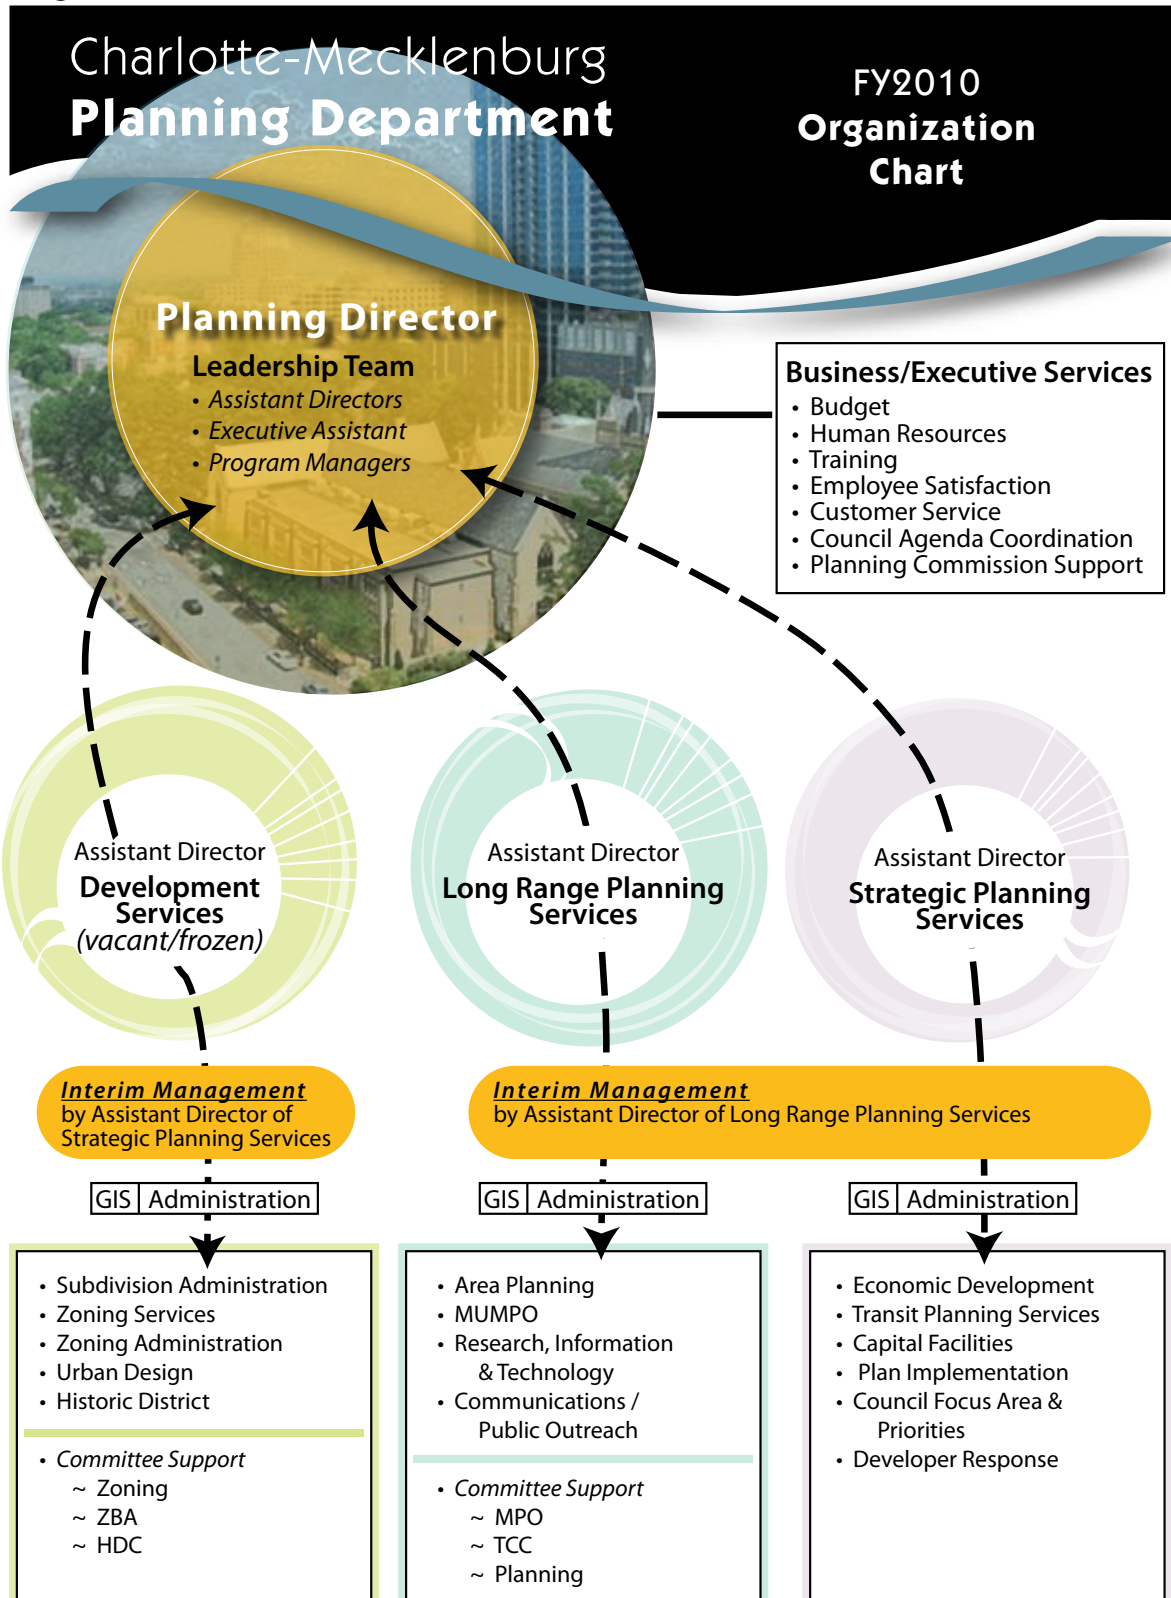 Charlotte-Mecklenburg
Planning Department
FY2010
Organization
Chart
Planning Director
Leadership Team
• Assistant Directors
• Executive Assistant
• Program Managers
Business/Executive Services
• Budget
• Human Resources
• Training
• Employee Satisfaction
• Customer Service
• Council Agenda Coordination
• Planning Commission Support
Assistant Director
Development
Services
(vacant/frozen)
Assistant Director
Long Range Planning
Services
Assistant Director
Strategic Planning
Services
Interim Management
by Assistant Director of
Strategic Planning Services
Interim Management
by Assistant Director of Long Range Planning Services
GIS Administration
GIS Administration
GIS Administration
• Subdivision Administration
• Zoning Services
• Zoning Administration
• Urban Design
• Historic District
• Committee Support
~ Zoning
~ ZBA
~ HDC
• Area Planning
• MUMPO
• Research, Information
& Technology
• Communications /
Public Outreach
• Committee Support
~ MPO
~ TCC
~ Planning
• Economic Development
• Transit Planning Services
• Capital Facilities
• Plan Implementation
• Council Focus Area &
Priorities
• Developer Response